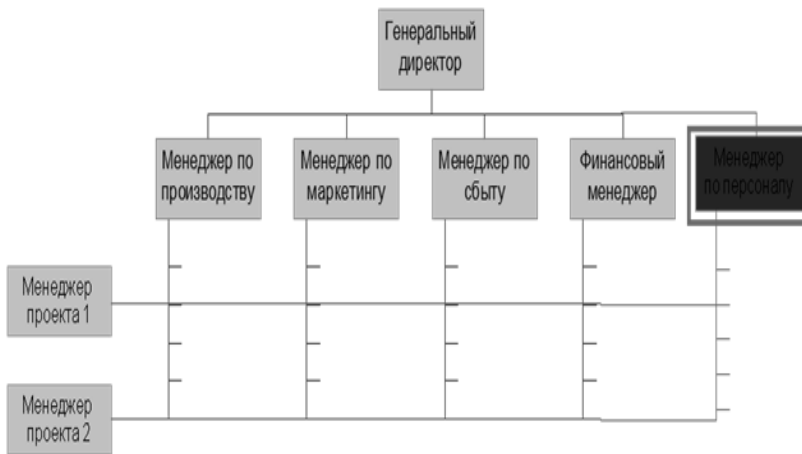 Генеральный
директор
Менеджер по
производству
Менеджер по
маркетингу
Менеджер по
сбыту
Финансовый
менеджер
Менеджер
по персоналу
Менеджер
проекта 1
Менеджер
проекта 2